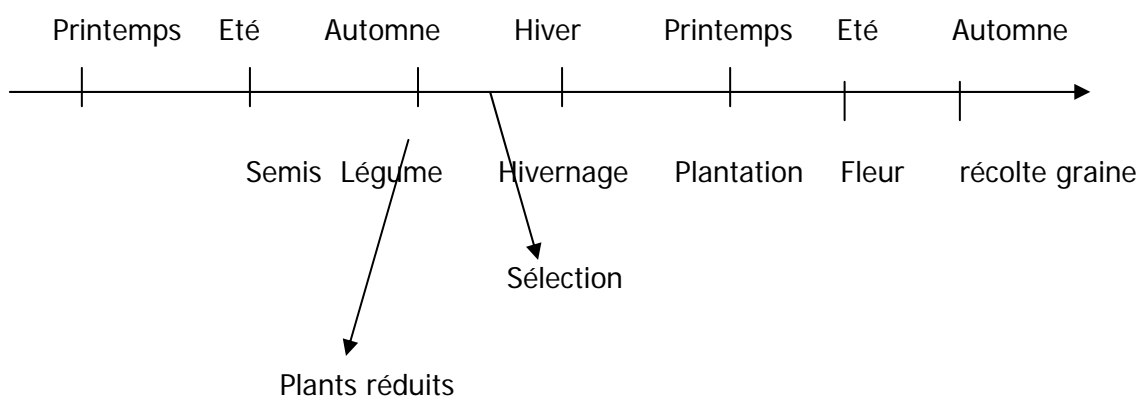 Printemps Eté Automne Hiver Printemps Eté Automne
Semis Légume Hivernage Plantation Fleur récolte graine
Sélection
Plants réduits